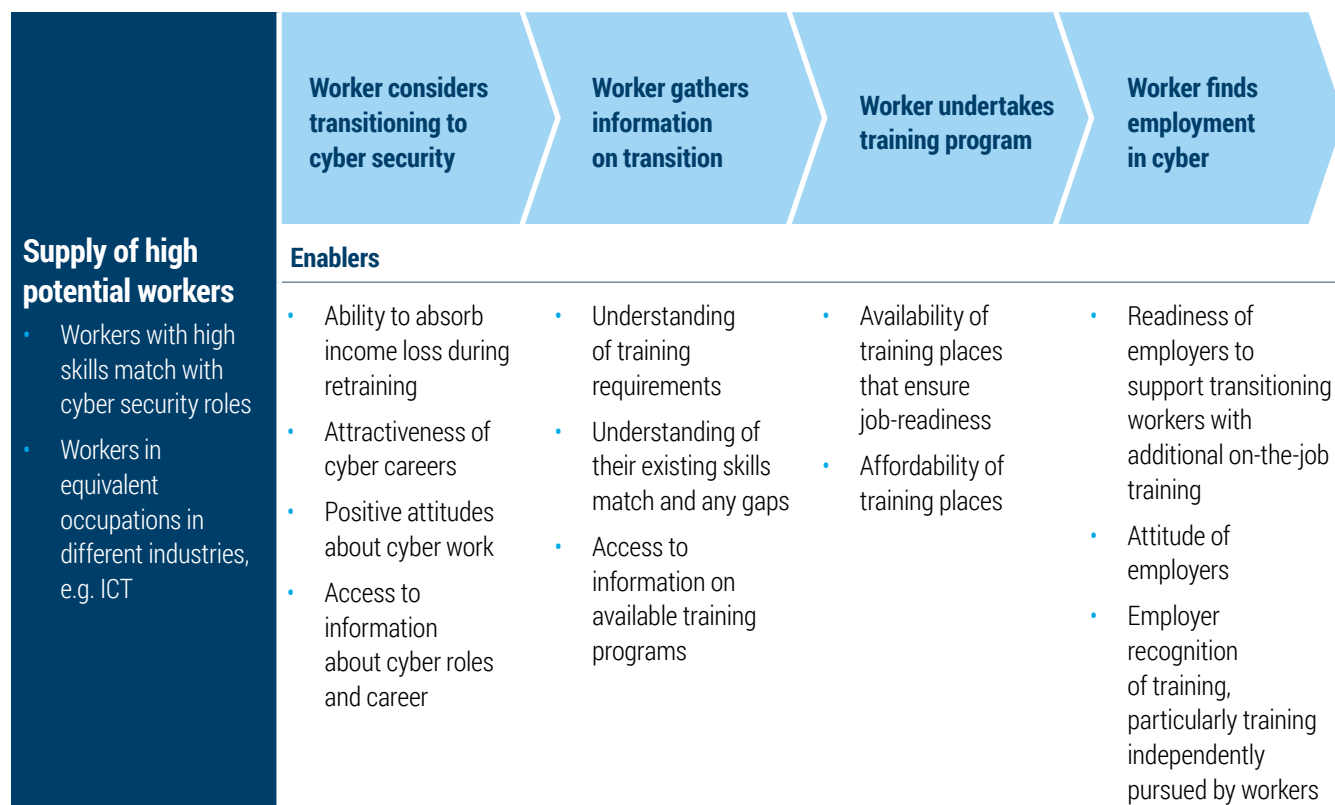 Supply of high
potential workers
• Workers with high
skills match with
cyber security roles
• Workers in
equivalent
occupations in
different industries,
e.g. ICT
Worker considers
transitioning to
cyber security
Worker gathers
information
on transition
Worker undertakes
training program
Worker finds
employment
in cyber
Enablers
• Ability to absorb
income loss during
retraining
• Attractiveness of
cyber careers
• Positive attitudes
about cyber work
• Access to
information
about cyber roles
and career
• Understanding
of training
requirements
• Understanding of
their existing skills
match and any gaps
• Access to
information on
available training
programs
• Availability of
training places
that ensure
job-readiness
• Affordability of
training places
• Readiness of
employers to
support transitioning
workers with
additional on-the-job
training
• Attitude of
employers
• Employer
recognition
of training,
particularly training
independently
pursued by workers